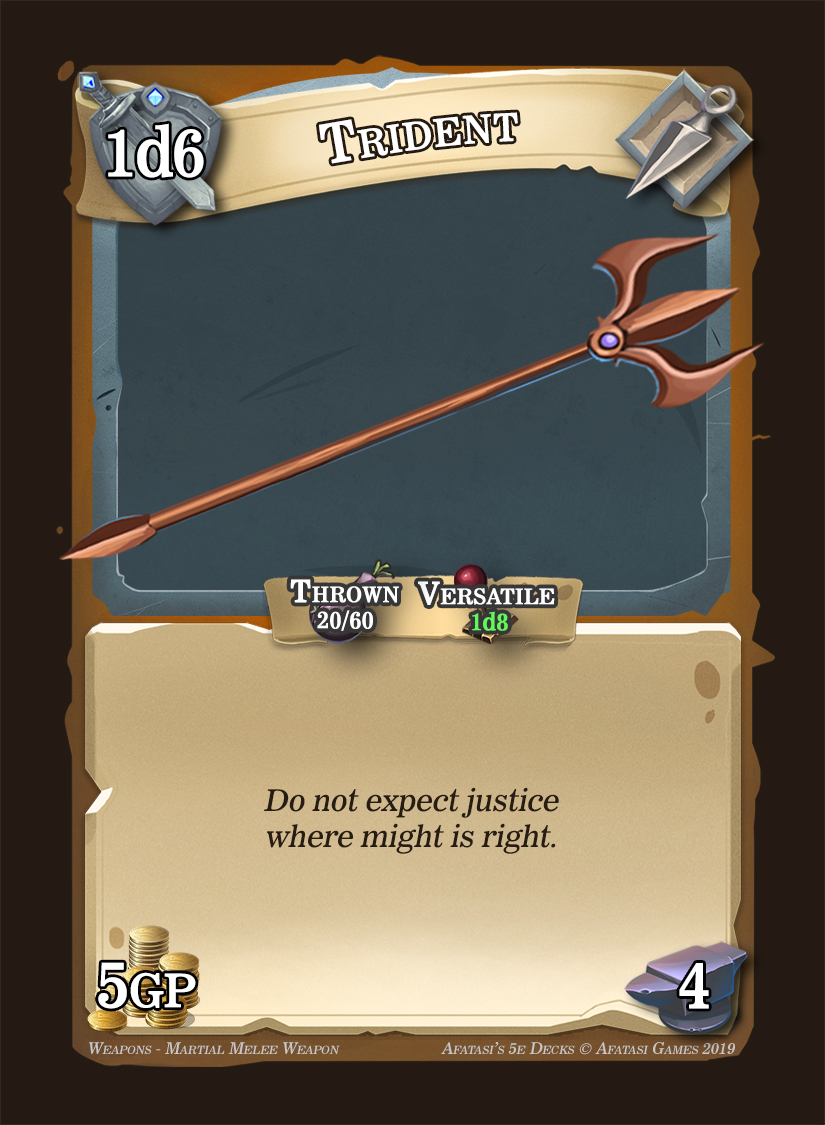 1d6
Trident
Thrown Versatile
20/60 1d8
Do not expect justice
where might is right.
5GP
4
Weapons - Martial Melee Weapon
Afatasi's 5e Decks © Afatasi Games 2019